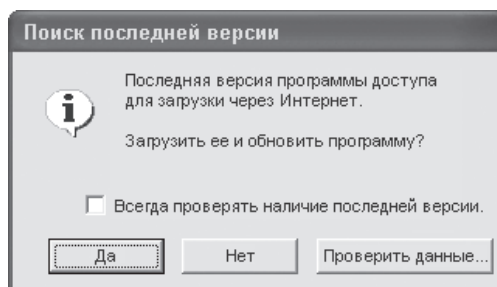 Поиск последней версии
Последняя версия программы доступа
для загрузки через Интернет.
Загрузить ее и обновить программу?
Всегда проверять наличие последней версии.
Да
Нет
Проверить данные...